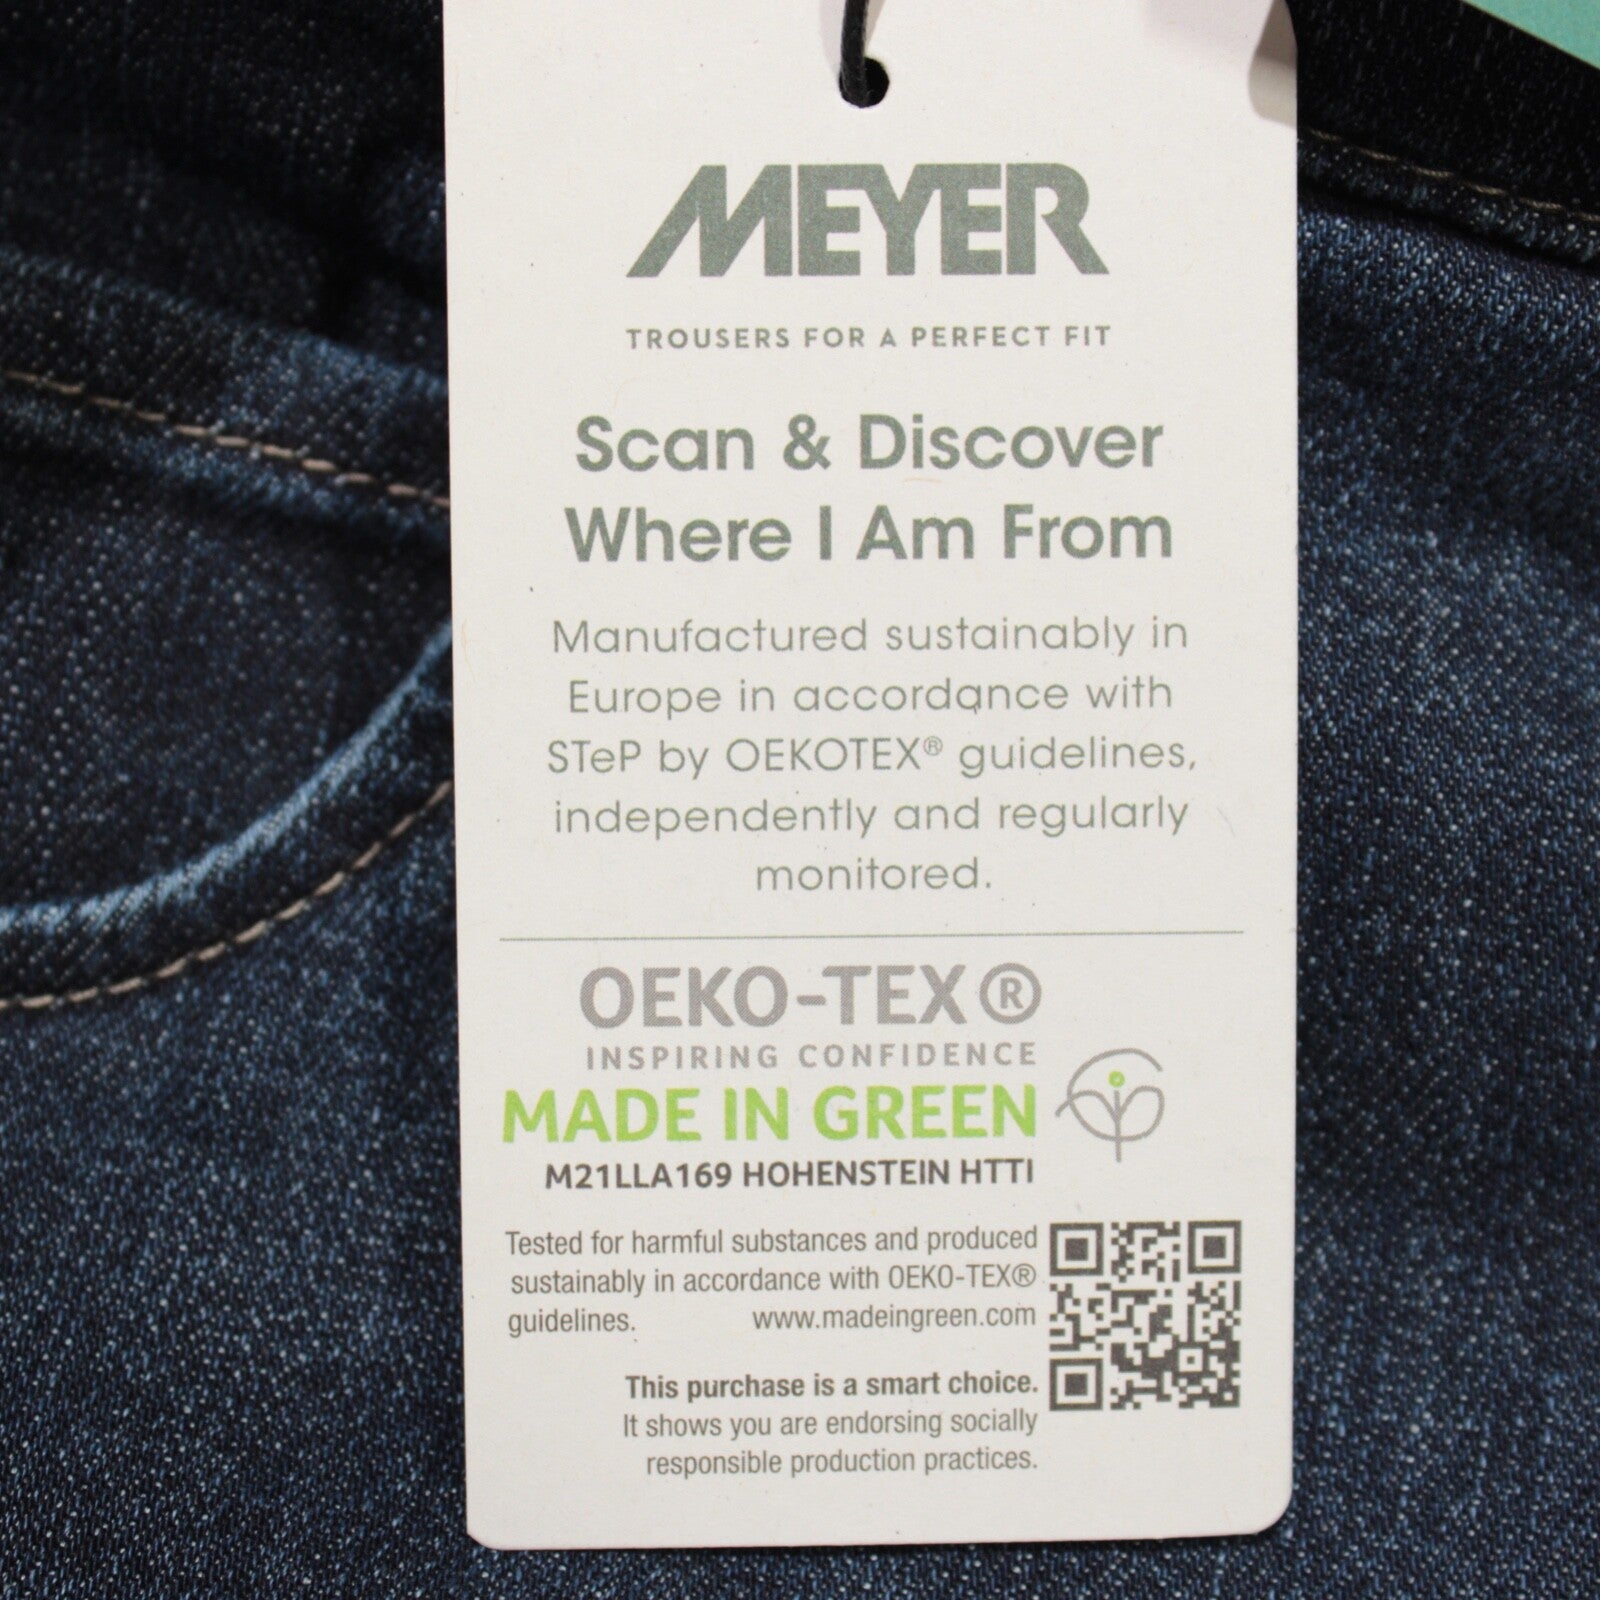 MEYER
TROUSERS FOR A PERFECT FIT
Scan & Discover
Where I Am From
Manufactured sustainably in
Europe in accordance with
STeP by OEKOTEX® guidelines,
independently and regularly
monitored.
OEKO-TEX®
INSPIRING CONFIDENCE
MADE IN GREEN
M21LLA169 HOHENSTEIN HTTI
Tested for harmful substances and produced
sustainably in accordance with OEKO-TEX®
guidelines. www.madeingreen.com
This purchase is a smart choice.
It shows you are endorsing socially
responsible production practices.